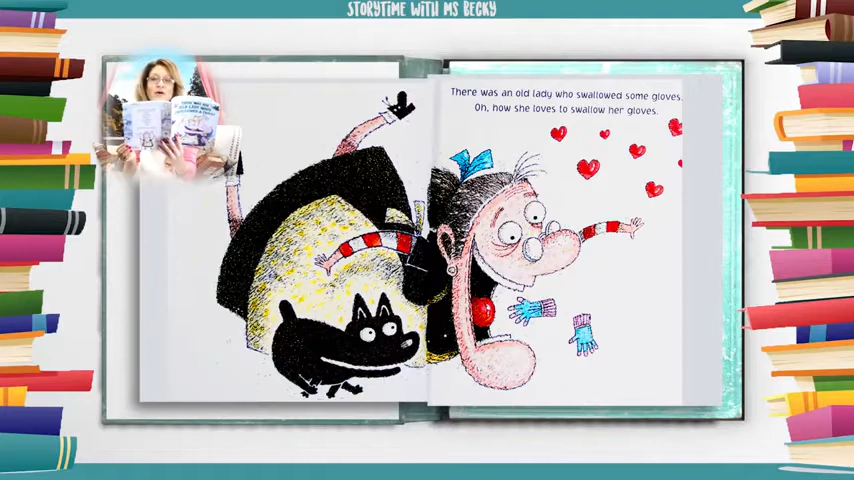 STORYTIME WITH MS BECKY
There was an old lady who swallowed some gloves.
Oh, how she loves to swallow her gloves.